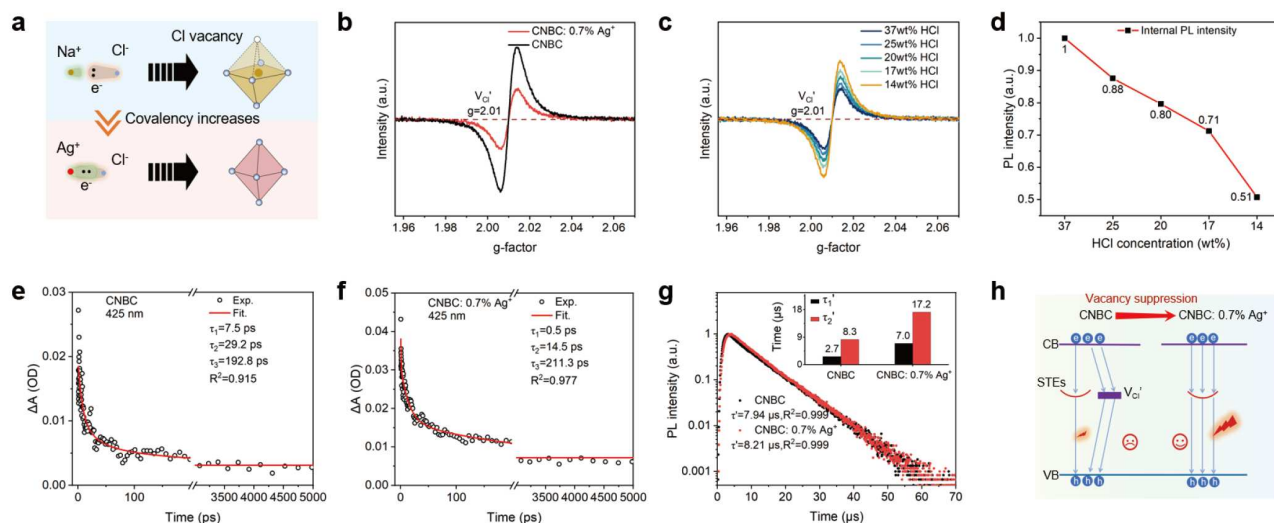 a
Na⁺
Cl⁻
e⁻
Cl vacancy
Covalency increases
Ag⁺
Cl⁻
e⁻
b
CNBC: 0.7% Ag⁺
CNBC
V_Cl'
g=2.01
Intensity (a.u.)
1.96 1.98 2.00 2.02 2.04 2.06
g-factor
c
37wt% HCl
25wt% HCl
20wt% HCl
17wt% HCl
14wt% HCl
V_Cl'
g=2.01
Intensity (a.u.)
1.96 1.98 2.00 2.02 2.04 2.06
g-factor
d
Internal PL intensity
PL intensity (a.u.)
1.0
0.9
0.8
0.7
0.6
0.5
1
0.88
0.80
0.71
0.51
37 25 20 17 14
HCl concentration (wt%)
e
CNBC
425 nm
Exp.
Fit.
τ₁=7.5 ps
τ₂=29.2 ps
τ₃=192.8 ps
R²=0.915
ΔA (OD)
0.03
0.02
0.01
0.00
0 100 3500 4000 4500 5000
Time (ps)
f
CNBC: 0.7% Ag⁺
425 nm
Exp.
Fit.
τ₁=0.5 ps
τ₂=14.5 ps
τ₃=211.3 ps
R²=0.977
ΔA (OD)
0.05
0.04
0.03
0.02
0.01
0.00
0 100 3000 3500 4000 4500 5000
Time (ps)
g
PL intensity (a.u.)
1
0.1
0.01
0.001
Time (µs)
18
9
0
τ₁'
τ₂'
2.7
8.3
7.0
17.2
CNBC CNBC: 0.7% Ag⁺
CNBC
τ'=7.94 µs,R²=0.999
CNBC: 0.7% Ag⁺
τ'=8.21 µs,R²=0.999
0 10 20 30 40 50 60 70
Time (µs)
h
Vacancy suppression
CNBC
CNBC: 0.7% Ag⁺
CB
e e e
e e e
STEs
V_Cl'
VB
h h h
h h h